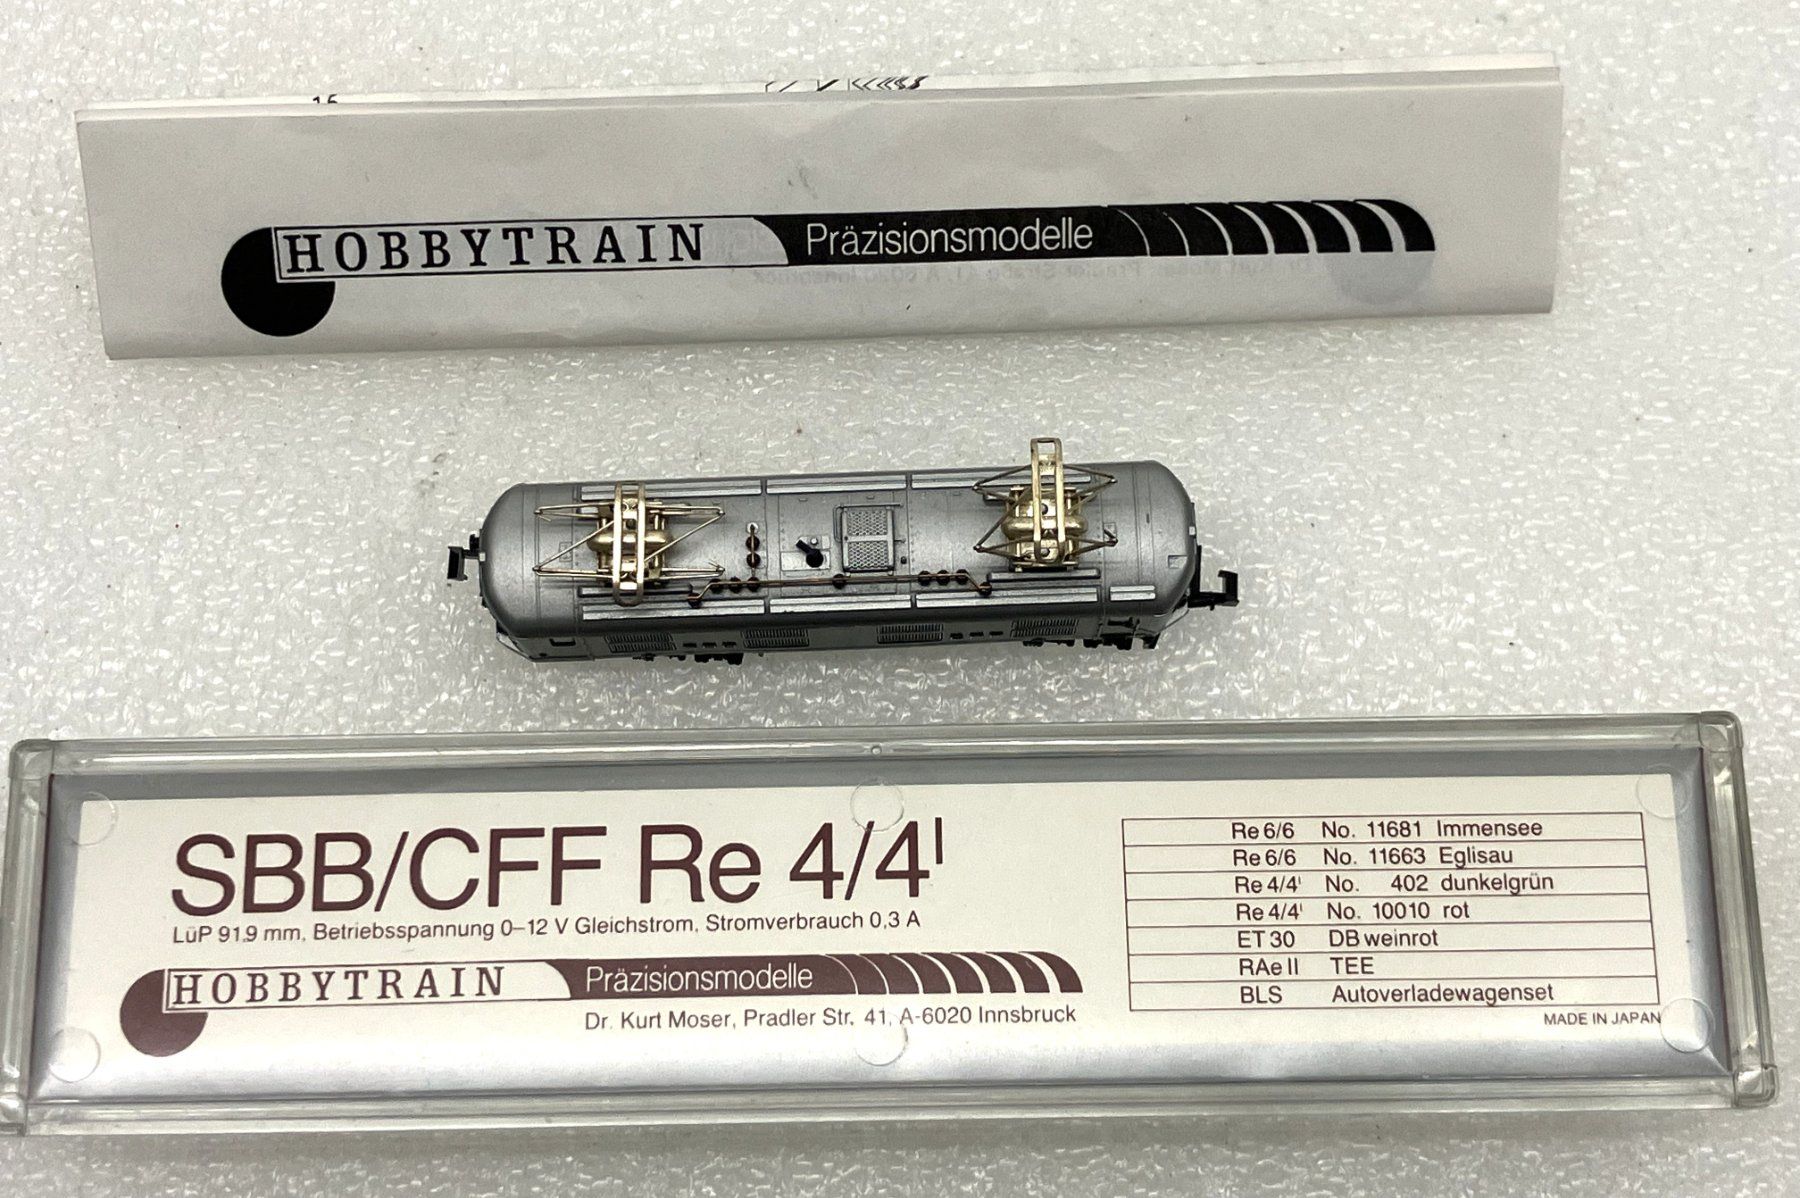 15
HOBBYTRAIN Präzisionsmodelle
SBB/CFF Re 4/4ᴵ
LüP 91,9 mm, Betriebsspannung 0–12 V Gleichstrom, Stromverbrauch 0,3 A
HOBBYTRAIN Präzisionsmodelle
Dr. Kurt Moser, Pradler Str. 41, A-6020 Innsbruck
Re 6/6 No. 11681 Immensee
Re 6/6 No. 11663 Eglisau
Re 4/4ᴵ No. 402 dunkelgrün
Re 4/4ᴵ No. 10010 rot
ET 30 DB weinrot
RAe II TEE
BLS Autoverladewagenset
MADE IN JAPAN